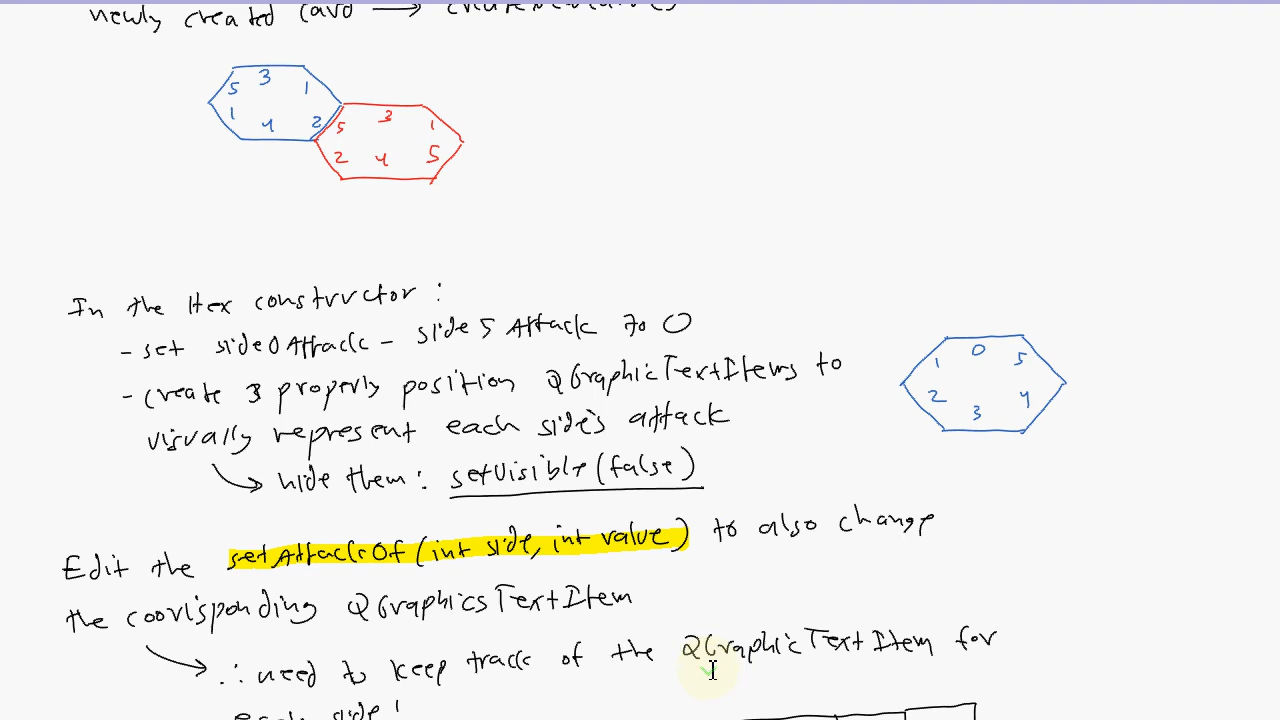 newly created card →
5 3 1
1 4 2
5 3 1
2 4 5
In the Hex constructor :
- set side0Attack - side5Attack to 0
- create 3 properly position QGraphicTextItems to
visually represent each side's attack
hide them : setVisible(false)
1 0 5
2 3 4
Edit the setAttackOf(int side, int value) to also change
the coorisponding QGraphicsTextItem
∴ need to keep track of the QGraphicTextItem for
each side!